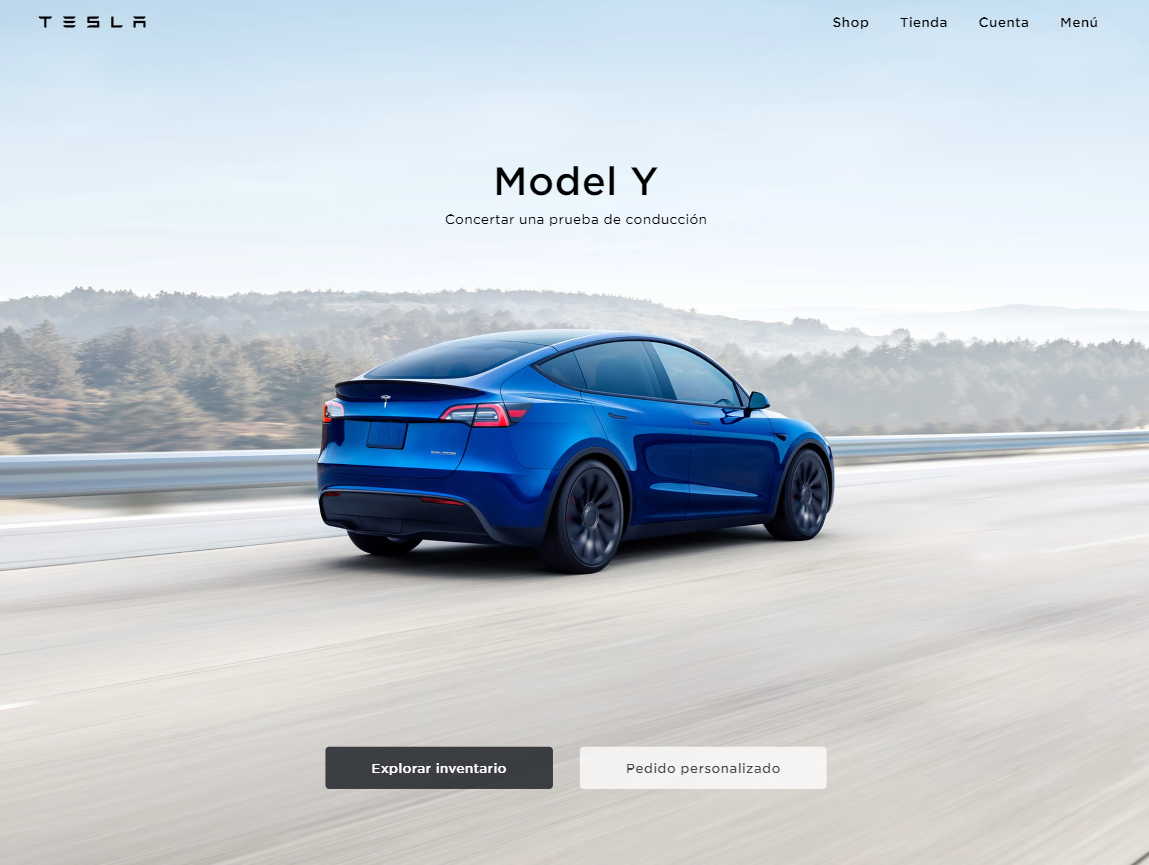 TESLA
Shop Tienda Cuenta Menú
Model Y
Concertar una prueba de conducción
Explorar inventario Pedido personalizado